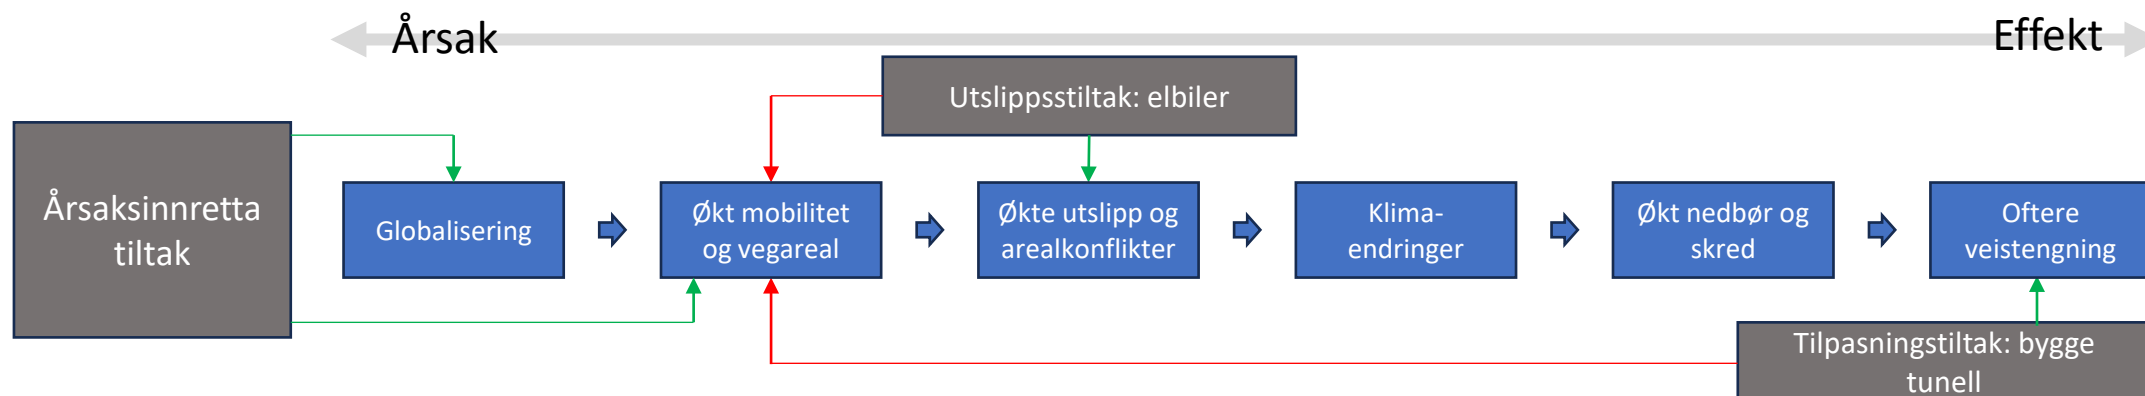 Årsak
Effekt
Utslippsstiltak: elbiler
Årsaksinnretta
tiltak
Globalisering
Økt mobilitet
og vegareal
Økte utslipp og
arealkonflikter
Klima-
endringer
Økt nedbør og
skred
Oftere
veistengning
Tilpasningstiltak: bygge
tunell